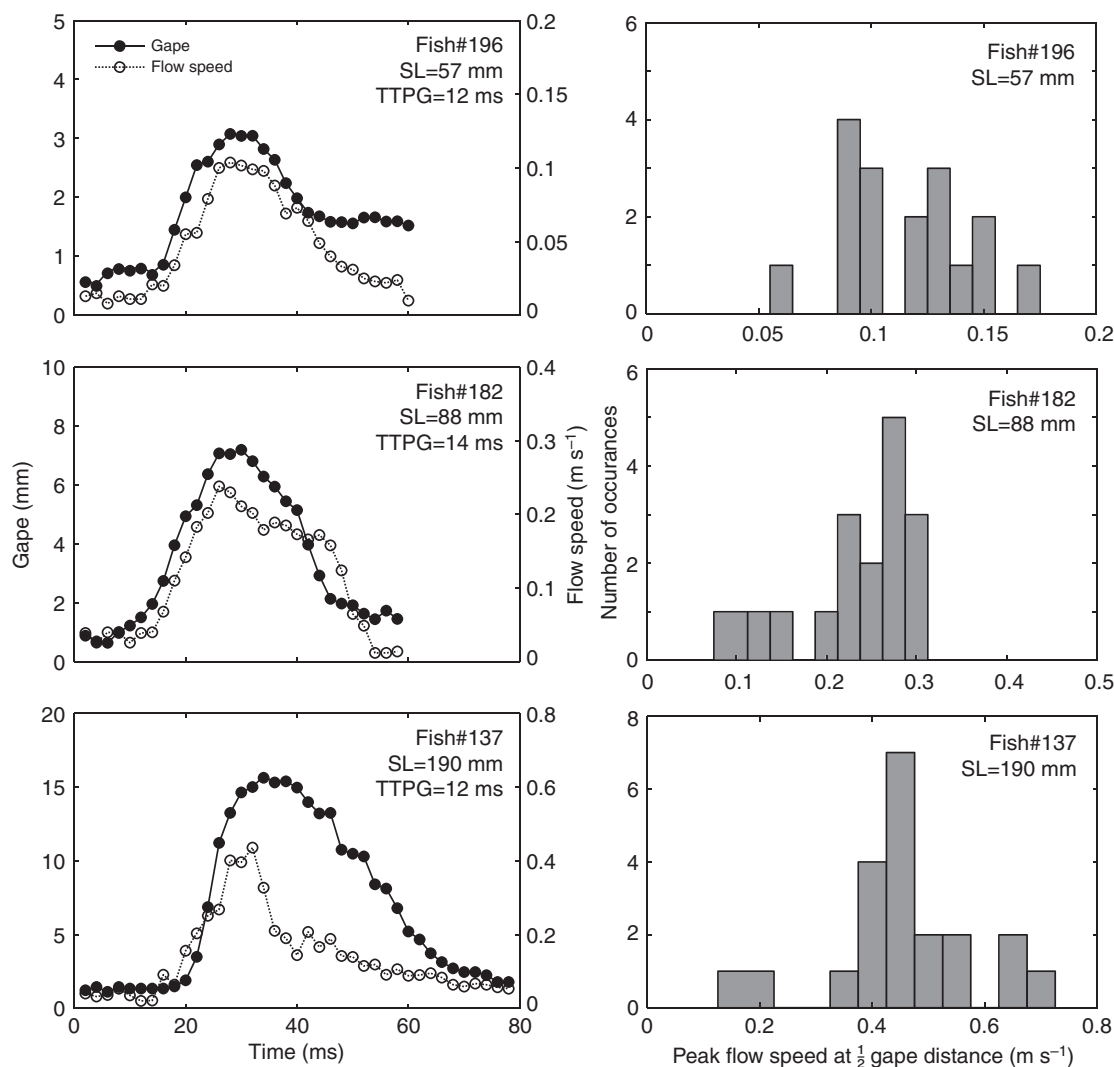 5
4
3
2
1
0
0.2
0.15
0.1
0.05
0
Gape
Flow speed
Fish#196
SL=57 mm
TTPG=12 ms
6
4
2
0
0 0.05 0.1 0.15 0.2
Fish#196
SL=57 mm
10
8
6
4
2
0
0.4
0.3
0.2
0.1
0
Fish#182
SL=88 mm
TTPG=14 ms
Gape (mm)
Flow speed (m s⁻¹)
Number of occurances
6
4
2
0
0 0.1 0.2 0.3 0.4 0.5
Fish#182
SL=88 mm
20
15
10
5
0
0.8
0.6
0.4
0.2
0
0 20 40 60 80
Fish#137
SL=190 mm
TTPG=12 ms
Time (ms)
8
6
4
2
0
0 0.2 0.4 0.6 0.8
Fish#137
SL=190 mm
Peak flow speed at ½ gape distance (m s⁻¹)